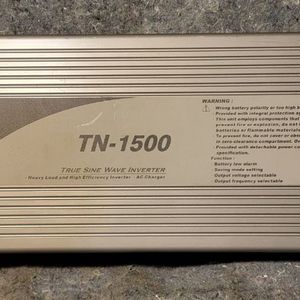 TN-1500
TRUE SINE WAVE INVERTER
Heavy Load and High Efficiency Inverter AC Charger
WARNING :
Wrong battery polarity or too high b
Provided with integral protection ag
This unit employs components that
prevent fire or explosion, do not
batteries or flammable materials
To prevent fire, do not cover or obs
in zero-clearance compartment. Ov
Provided with detachable power co
specification.
Function :
Battery low alarm
Saving mode setting
Output voltage selectable
Output frequency selectable